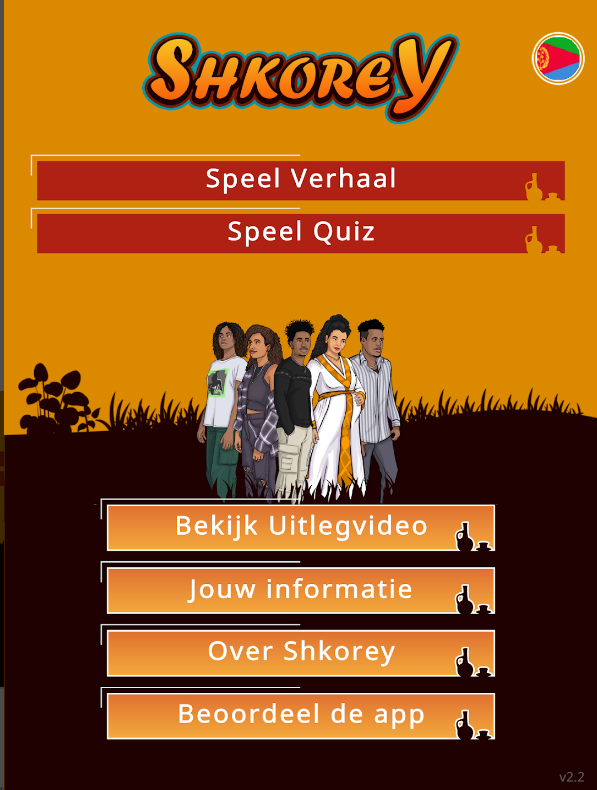 SHKOREY
Speel Verhaal
Speel Quiz
Bekijk Uitlegvideo
Jouw informatie
Over Shkorey
Beoordeel de app
v2.2